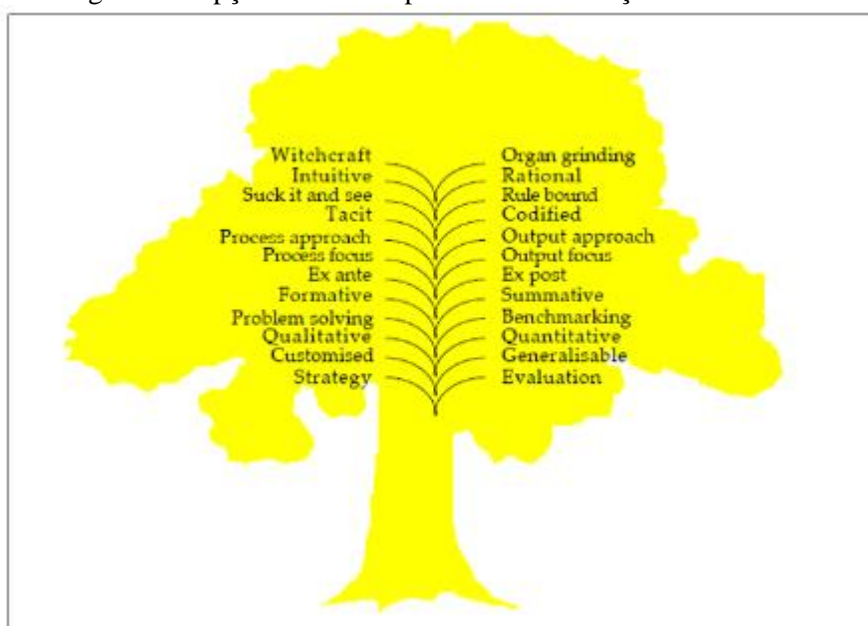 Witchcraft Organ grinding
Intuitive Rational
Suck it and see Rule bound
Tacit Codified
Process approach Output approach
Process focus Output focus
Ex ante Ex post
Formative Summative
Problem solving Benchmarking
Qualitative Quantitative
Customised Generalisable
Strategy Evaluation